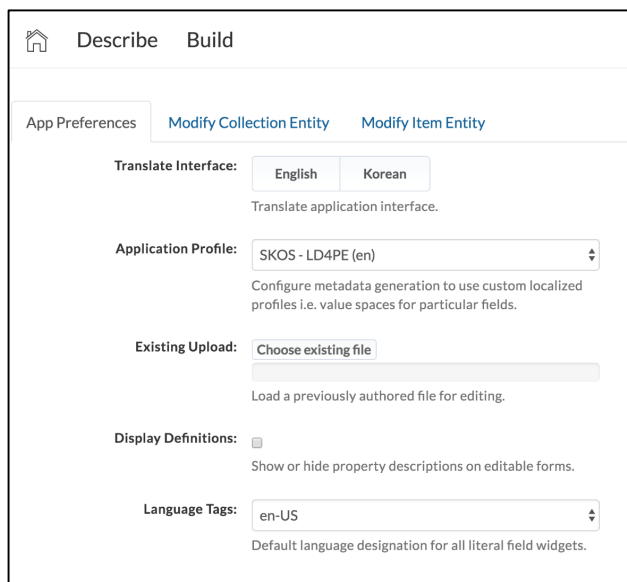 Describe Build
App Preferences Modify Collection Entity Modify Item Entity
Translate Interface: English Korean
Translate application interface.
Application Profile: SKOS - LD4PE (en)
Configure metadata generation to use custom localized
profiles i.e. value spaces for particular fields.
Existing Upload: Choose existing file
Load a previously authored file for editing.
Display Definitions:
Show or hide property descriptions on editable forms.
Language Tags: en-US
Default language designation for all literal field widgets.